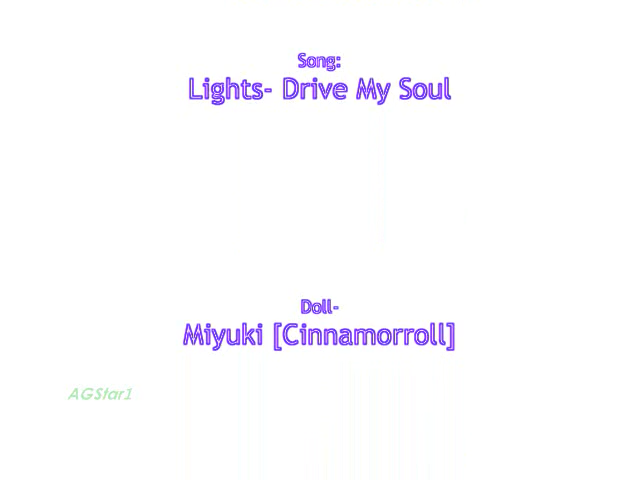 Song:
Lights- Drive My Soul
Doll-
Miyuki [Cinnamorroll]
AGStar1